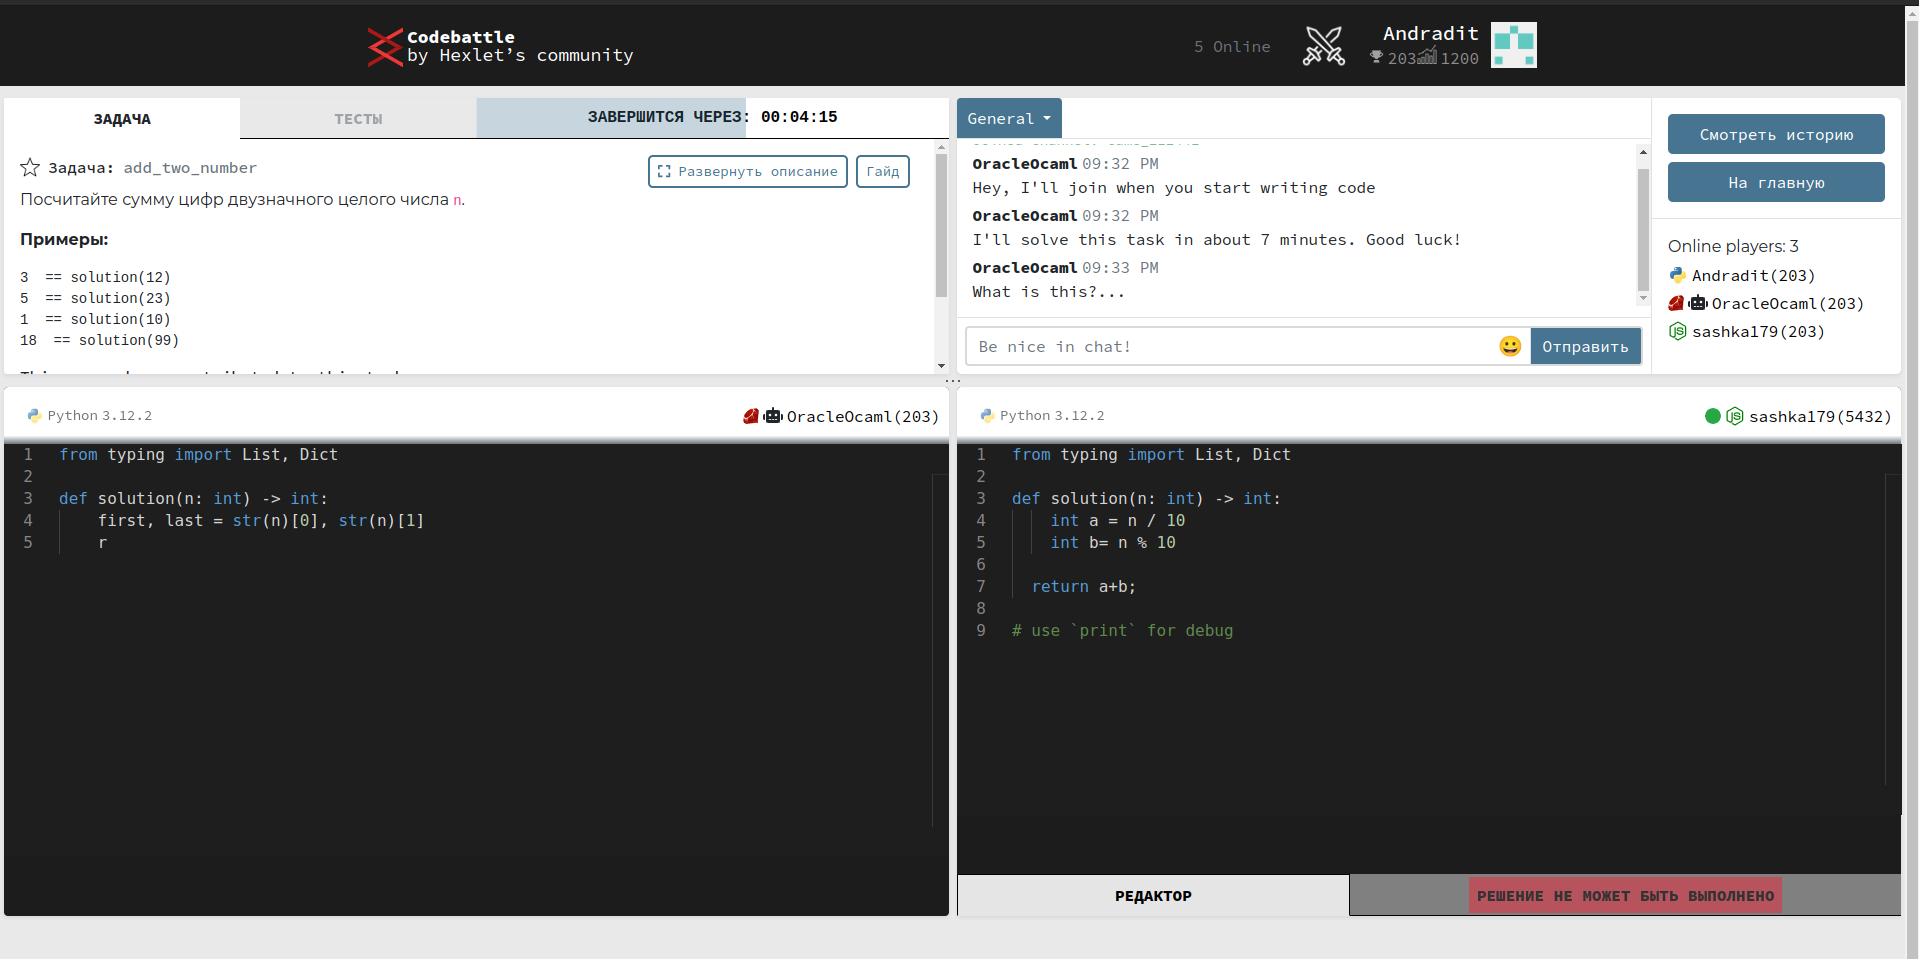 Codebattle
by Hexlet’s community
5 Online
Andradit
203 1200
ЗАДАЧА
ТЕСТЫ
ЗАВЕРШИТСЯ ЧЕРЕЗ: 00:04:15
Задача: add_two_number
Развернуть описание
Гайд
Посчитайте сумму цифр двузначного целого числа n.
Примеры:
3  == solution(12)
5  == solution(23)
1  == solution(10)
18  == solution(99)
General
OracleOcaml 09:32 PM
Hey, I'll join when you start writing code
OracleOcaml 09:32 PM
I'll solve this task in about 7 minutes. Good luck!
OracleOcaml 09:33 PM
What is this?...
Be nice in chat!
Отправить
Смотреть историю
На главную
Online players: 3
Andradit(203)
OracleOcaml(203)
JS sashka179(203)
Python 3.12.2
OracleOcaml(203)
1 from typing import List, Dict
2
3 def solution(n: int) -> int:
4     first, last = str(n)[0], str(n)[1]
5     r
Python 3.12.2
JS sashka179(5432)
1 from typing import List, Dict
2
3 def solution(n: int) -> int:
4     int a = n / 10
5     int b= n % 10
6
7   return a+b;
8
9 # use `print` for debug
РЕДАКТОР
РЕШЕНИЕ НЕ МОЖЕТ БЫТЬ ВЫПОЛНЕНО